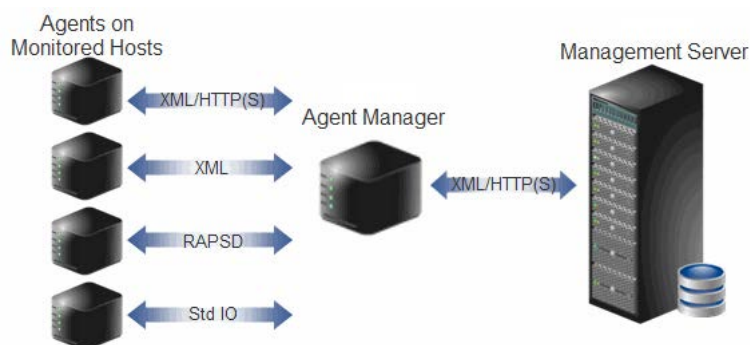 Agents on
Monitored Hosts
Management Server
XML/HTTP(S)
Agent Manager
XML
XML/HTTP(S)
RAPSD
Std IO